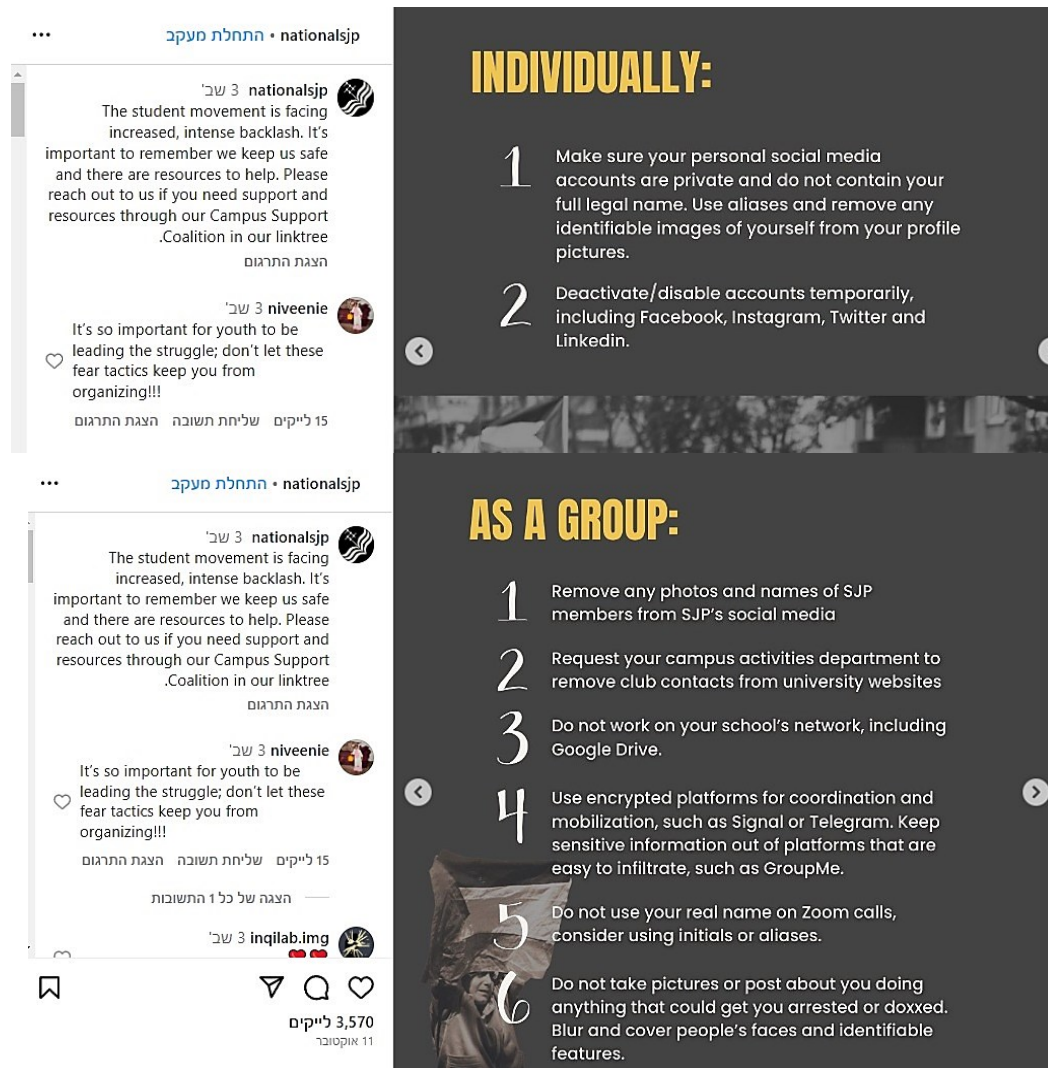 nationalsjp • התחלת מעקב
nationalsjp 3 שב'
The student movement is facing
increased, intense backlash. It's
important to remember we keep us safe
and there are resources to help. Please
reach out to us if you need support and
resources through our Campus Support
.Coalition in our linktree
הצגת התרגום
niveenie 3 שב'
It's so important for youth to be
leading the struggle; don't let these
fear tactics keep you from
organizing!!!
15 לייקים שליחת תשובה הצגת התרגום
INDIVIDUALLY:
1 Make sure your personal social media
accounts are private and do not contain your
full legal name. Use aliases and remove any
identifiable images of yourself from your profile
pictures.
2 Deactivate/disable accounts temporarily,
including Facebook, Instagram, Twitter and
Linkedin.
nationalsjp • התחלת מעקב
nationalsjp 3 שב'
The student movement is facing
increased, intense backlash. It's
important to remember we keep us safe
and there are resources to help. Please
reach out to us if you need support and
resources through our Campus Support
.Coalition in our linktree
הצגת התרגום
niveenie 3 שב'
It's so important for youth to be
leading the struggle; don't let these
fear tactics keep you from
organizing!!!
15 לייקים שליחת תשובה הצגת התרגום
הצגה של כל 1 התשובות
inqilab.img 3 שב'
3,570 לייקים
11 אוקטובר
AS A GROUP:
1 Remove any photos and names of SJP
members from SJP's social media
2 Request your campus activities department to
remove club contacts from university websites
3 Do not work on your school's network, including
Google Drive.
4 Use encrypted platforms for coordination and
mobilization, such as Signal or Telegram. Keep
sensitive information out of platforms that are
easy to infiltrate, such as GroupMe.
5 Do not use your real name on Zoom calls,
consider using initials or aliases.
6 Do not take pictures or post about you doing
anything that could get you arrested or doxxed.
Blur and cover people's faces and identifiable
features.